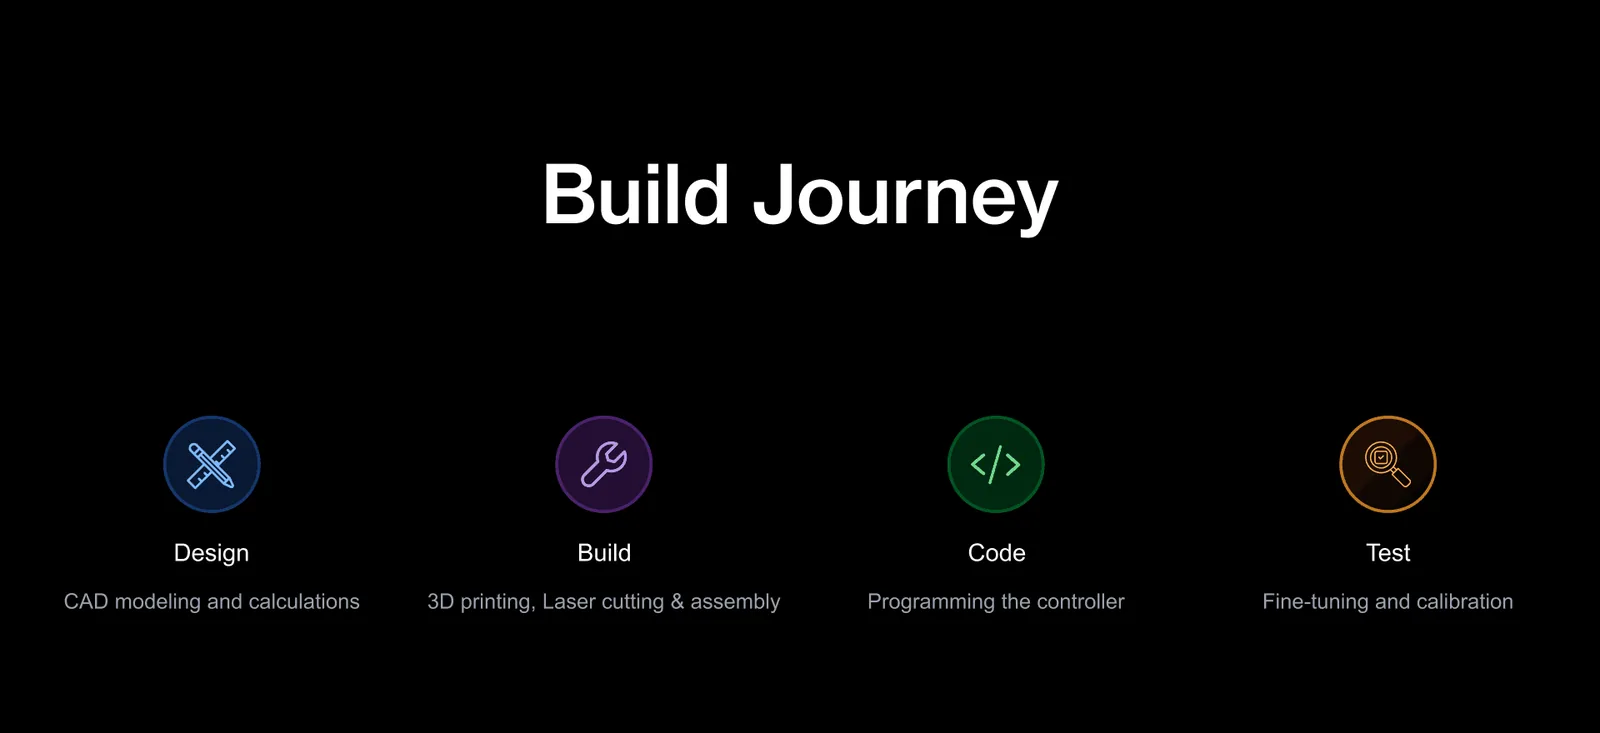 Build Journey
Design
CAD modeling and calculations
Build
3D printing, Laser cutting & assembly
Code
Programming the controller
Test
Fine-tuning and calibration